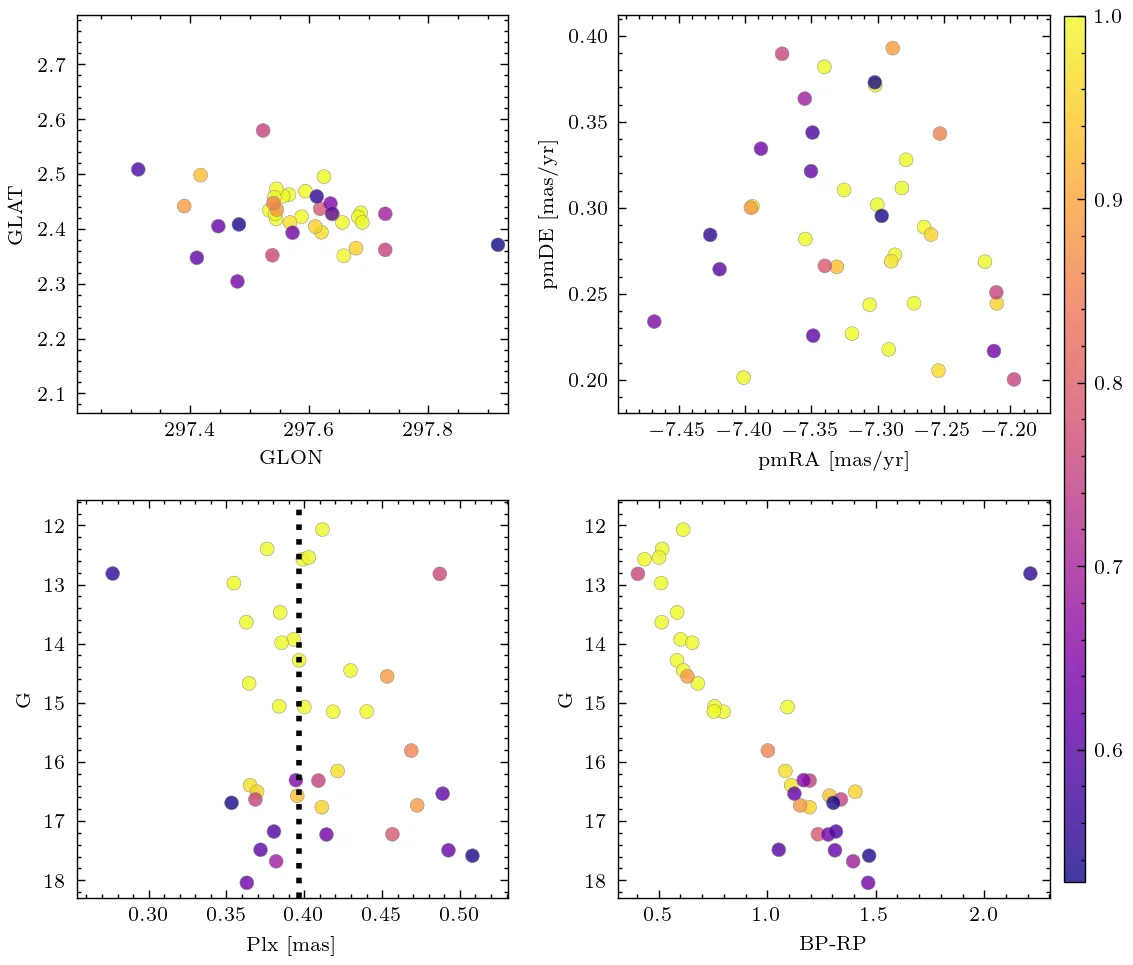 2.7
2.6
2.5
2.4
2.3
2.2
2.1
GLAT
297.4 297.6 297.8
GLON
0.40
0.35
0.30
0.25
0.20
pmDE [mas/yr]
−7.45 −7.40 −7.35 −7.30 −7.25 −7.20
pmRA [mas/yr]
1.0
0.9
0.8
0.7
0.6
12
13
14
15
16
17
18
G
0.30 0.35 0.40 0.45 0.50
Plx [mas]
12
13
14
15
16
17
18
G
0.5 1.0 1.5 2.0
BP-RP